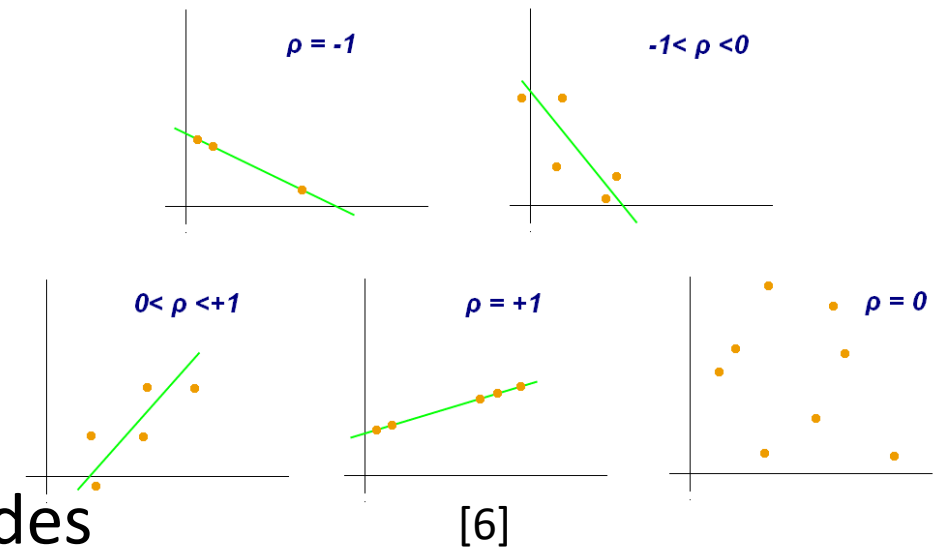 ρ = -1
-1< ρ <0
0< ρ <+1
ρ = +1
ρ = 0
des
[6]